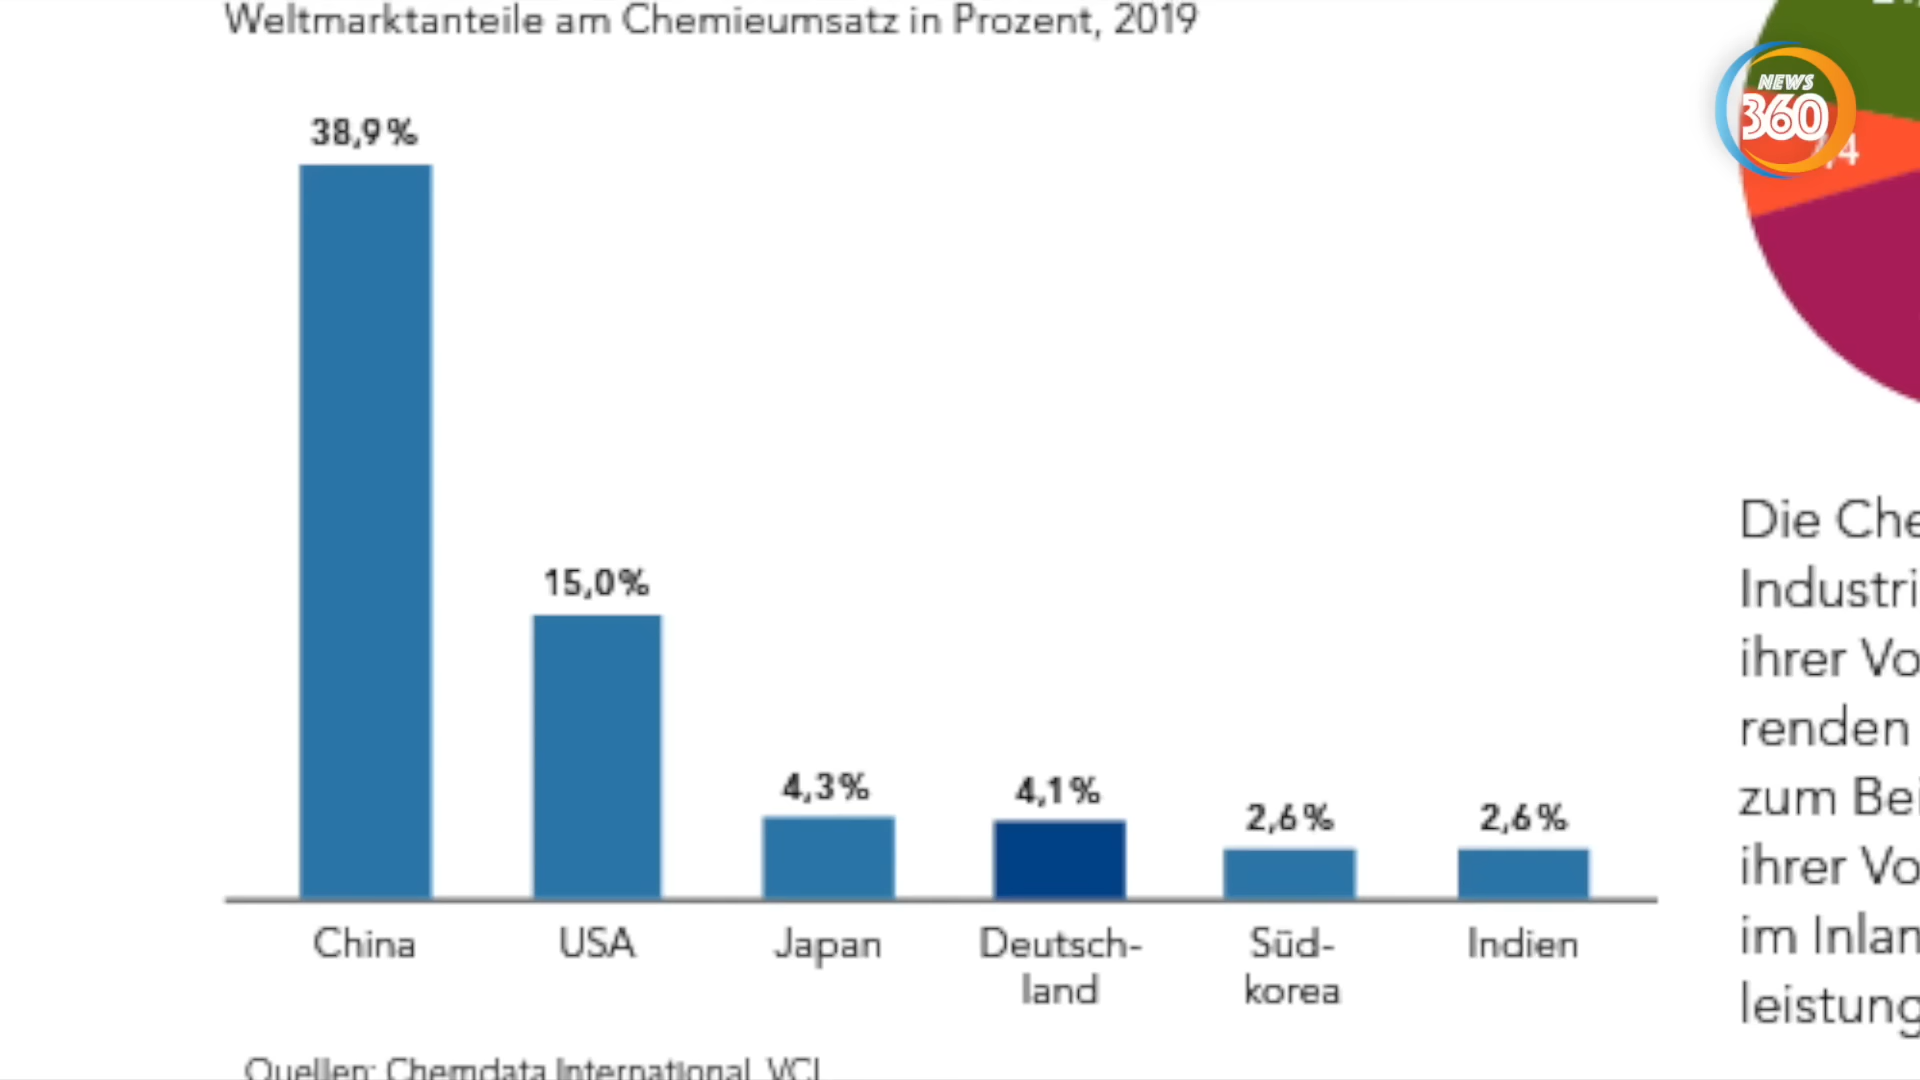 Weltmarktanteile am Chemieumsatz in Prozent, 2019
38,9%
15,0%
4,3%
4,1%
2,6%
2,6%
China
USA
Japan
Deutsch-
land
Süd-
korea
Indien
Quellen: Chemdata International, VCI
NEWS
360
Die Che
Industri
ihrer Vo
renden
zum Bei
ihrer Vo
im Inlan
leistung